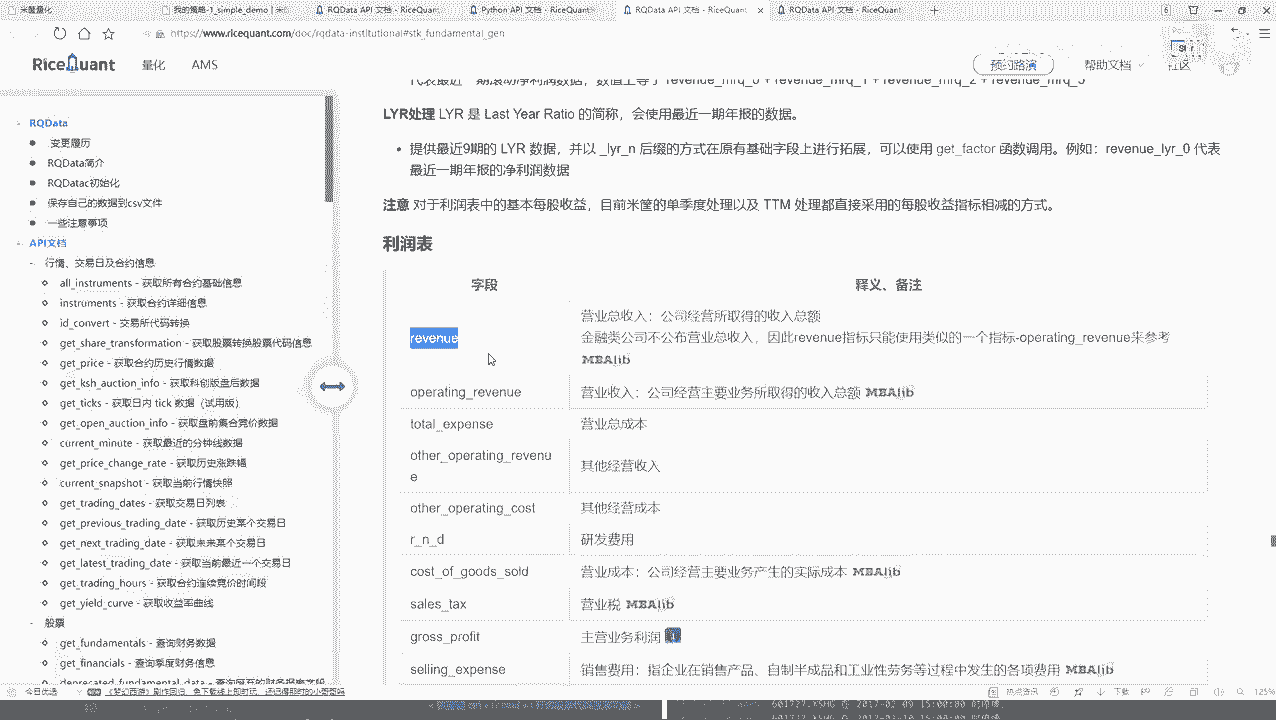 米筐量化
我的策略-1_simple_demo | 米
RQData API 文档 - RiceQuant
Python API 文档 - RiceQuant
RQData API 文档 - RiceQuant
RQData API 文档 - RiceQuant
https://www.ricequant.com/doc/rqdata-institutional#stk_fundamental_gen
RiceQuant
量化
AMS
预约路演
帮助文档
社区
RQData
变更履历
RQData简介
RQDatac初始化
保存自己的数据到csv文件
一些注意事项
API文档
行情、交易日及合约信息
all_instruments - 获取所有合约基础信息
instruments - 获取合约详细信息
id_convert - 交易所代码转换
get_share_transformation - 获取股票转换股票代码信息
get_price - 获取合约历史行情数据
get_ksh_auction_info - 获取科创版盘后数据
get_ticks - 获取日内 tick 数据（试用版）
get_open_auction_info - 获取盘前集合竞价数据
current_minute - 获取最近的分钟线数据
get_price_change_rate - 获取历史涨跌幅
current_snapshot - 获取当前行情快照
get_trading_dates - 获取交易日列表
get_previous_trading_date - 获取历史某个交易日
get_next_trading_date - 获取未来某个交易日
get_latest_trading_date - 获取当前最近一个交易日
get_trading_hours - 获取合约连续竞价时间段
get_yield_curve - 获取收益率曲线
股票
get_fundamentals - 查询财务数据
get_financials - 查询季度财务信息
代表最近一期滚动净利润数据，数值上等于 revenue_mrq_0 + revenue_mrq_1 + revenue_mrq_2 + revenue_mrq_3
LYR处理 LYR 是 Last Year Ratio 的简称，会使用最近一期年报的数据。
提供最近9期的 LYR 数据，并以 _lyr_n 后缀的方式在原有基础字段上进行拓展，可以使用 get_factor 函数调用。例如：revenue_lyr_0 代表
最近一期年报的净利润数据
注意 对于利润表中的基本每股收益，目前米筐的单季度处理以及 TTM 处理都直接采用的每股收益指标相减的方式。
利润表
字段 释义、备注
revenue 营业总收入：公司经营所取得的收入总额
金融类公司不公布营业总收入，因此revenue指标只能使用类似的一个指标-operating_revenue来参考
MBAlib
operating_revenue 营业收入：公司经营主要业务所取得的收入总额 MBAlib
total_expense 营业总成本
other_operating_revenu
e 其他经营收入
other_operating_cost 其他经营成本
r_n_d 研发费用
cost_of_goods_sold 营业成本：公司经营主要业务产生的实际成本 MBAlib
sales_tax 营业税 MBAlib
gross_profit 主营业务利润
selling_expense 销售费用：指企业在销售产品、自制半成品和工业性劳务等过程中发生的各项费用 MBAlib
今日优选
热点资讯
下载
125%